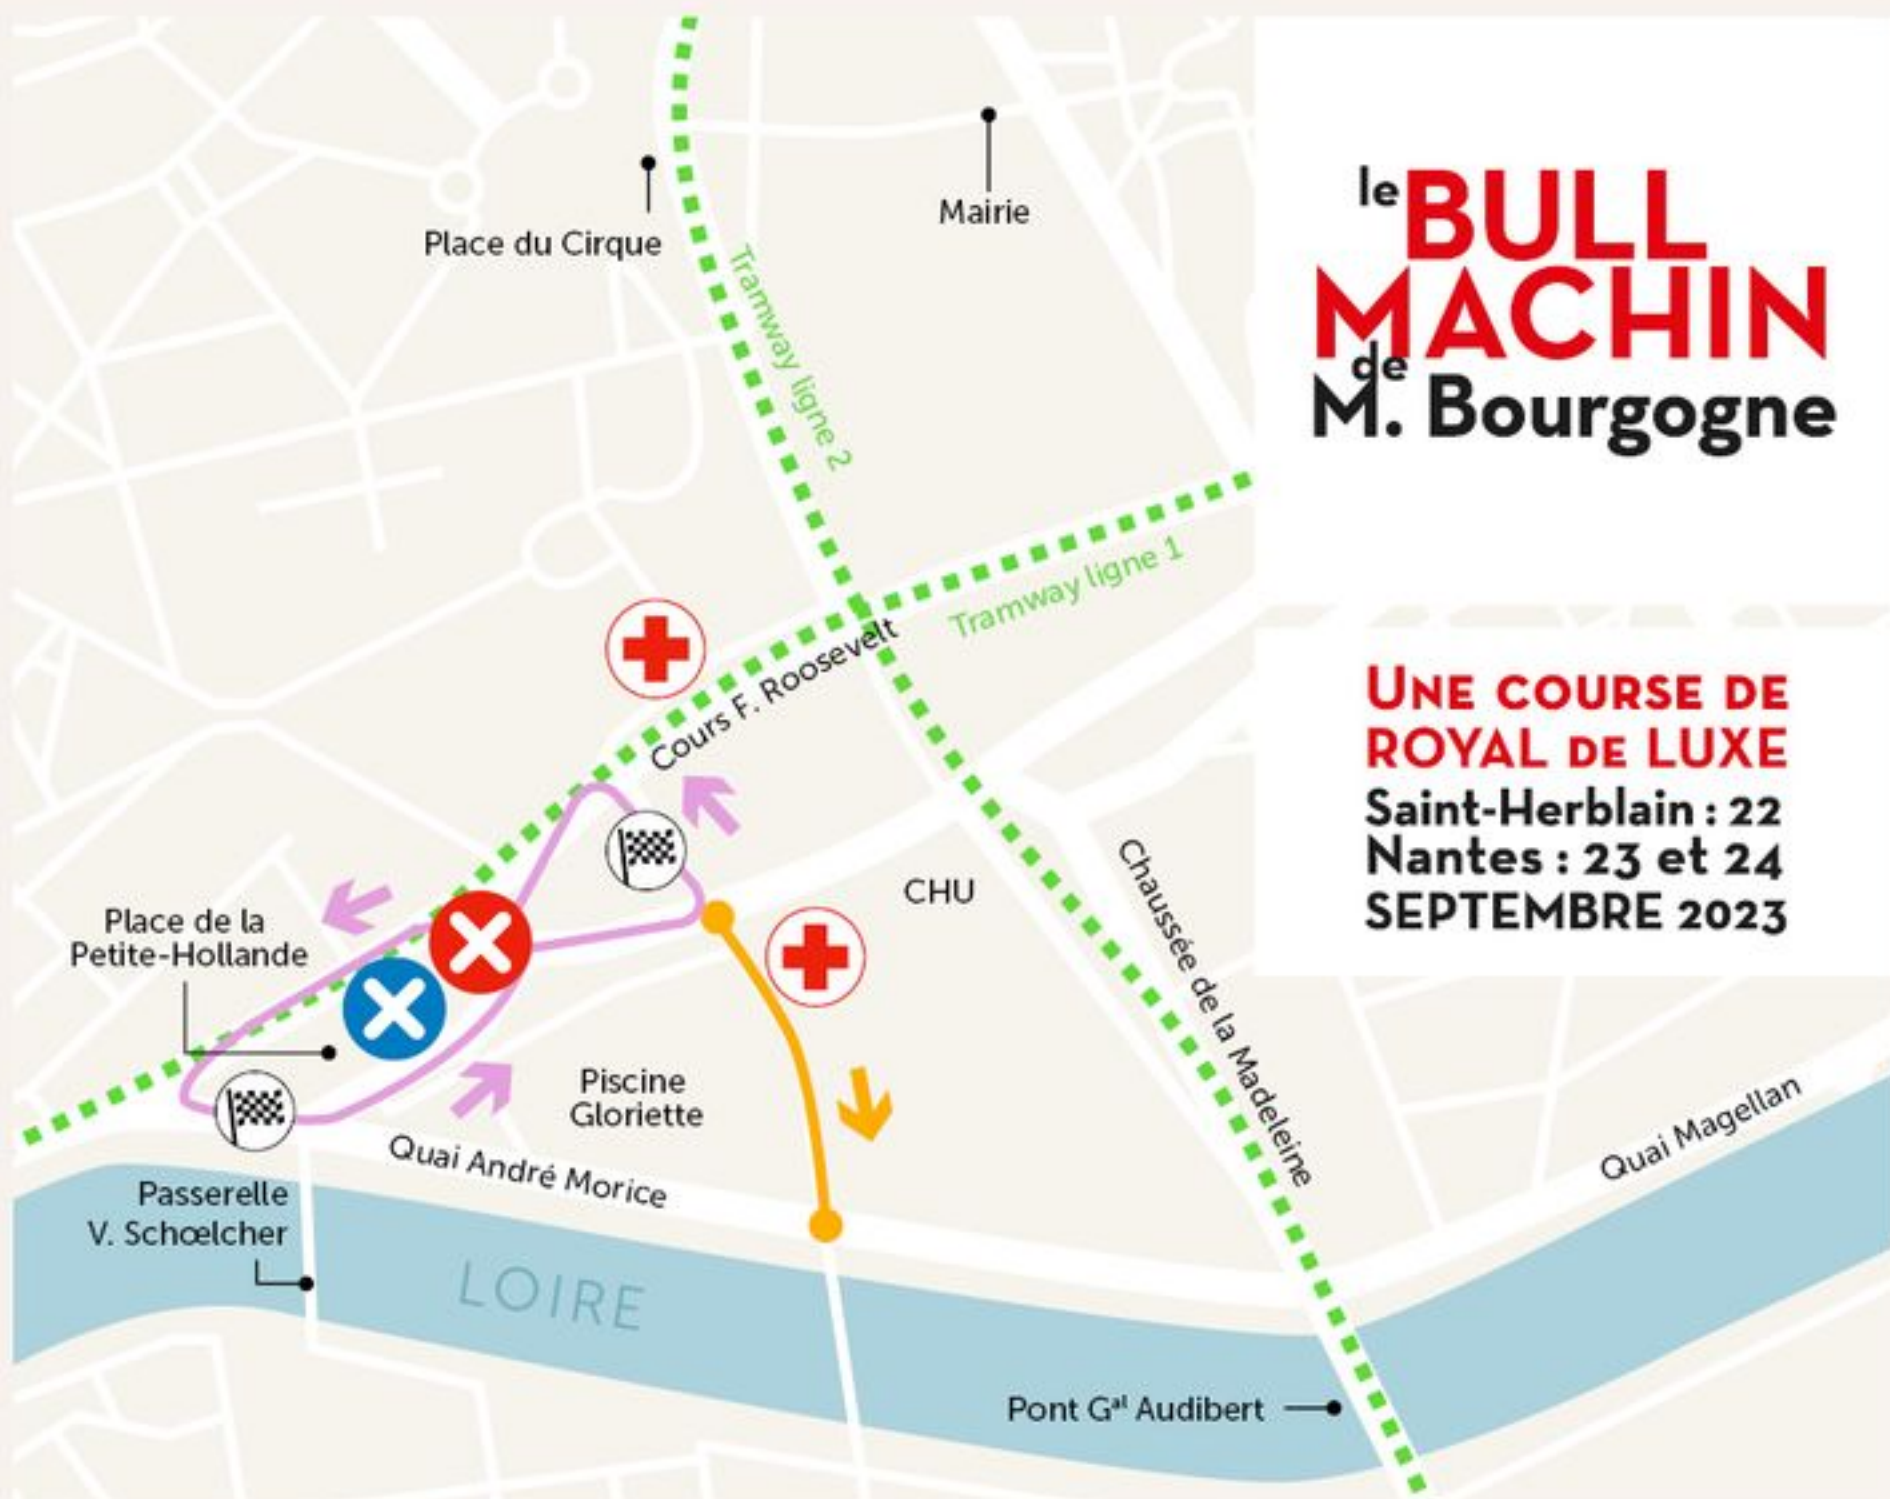 le BULL
MACHIN
de
M. Bourgogne
UNE COURSE DE
ROYAL DE LUXE
Saint-Herblain : 22
Nantes : 23 et 24
SEPTEMBRE 2023
Place du Cirque
Mairie
Tramway ligne 2
Tramway ligne 1
Cours F. Roosevelt
CHU
Chaussée de la Madeleine
Place de la
Petite-Hollande
Piscine
Gloriette
Quai André Morice
Quai Magellan
Passerelle
V. Schœlcher
LOIRE
Pont Gal Audibert